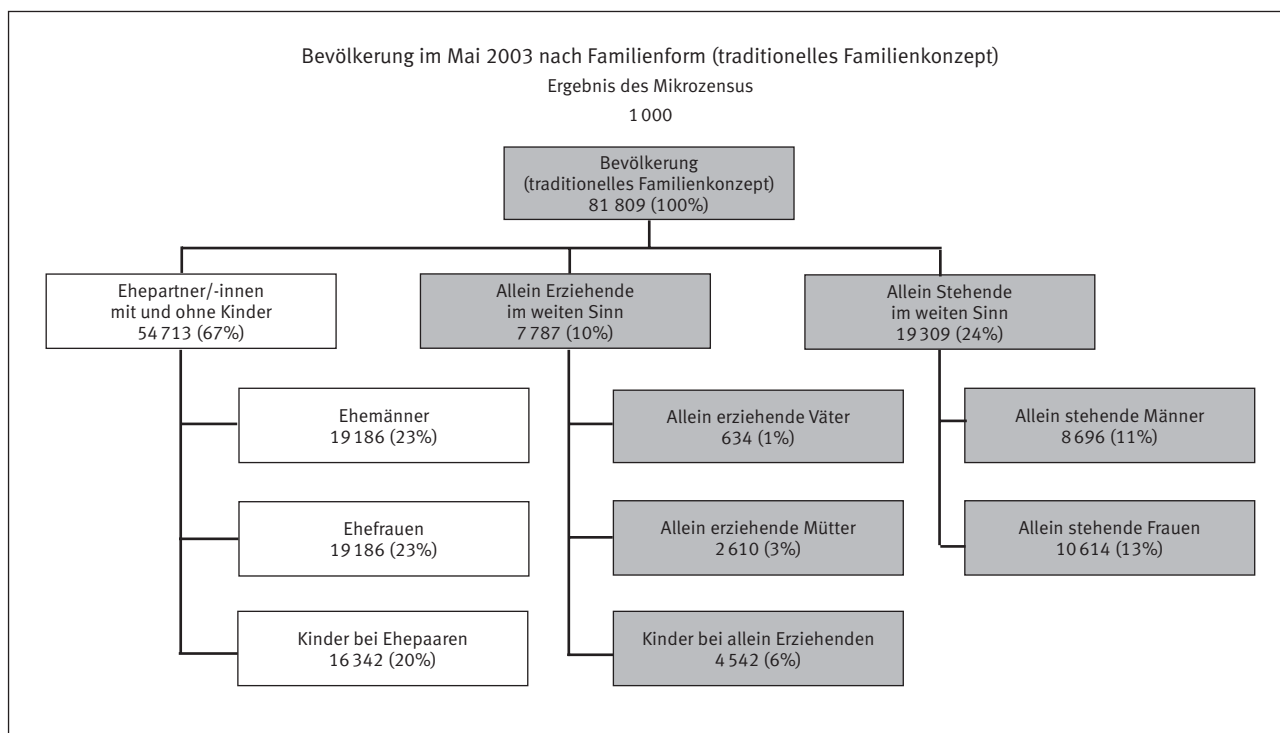 Bevölkerung im Mai 2003 nach Familienform (traditionelles Familienkonzept)
Ergebnis des Mikrozensus
1 000
Bevölkerung
(traditionelles Familienkonzept)
81 809 (100%)
Ehepartner/-innen
mit und ohne Kinder
54 713 (67%)
Allein Erziehende
im weiten Sinn
7 787 (10%)
Allein Stehende
im weiten Sinn
19 309 (24%)
Ehemänner
19 186 (23%)
Allein erziehende Väter
634 (1%)
Allein stehende Männer
8 696 (11%)
Ehefrauen
19 186 (23%)
Allein erziehende Mütter
2 610 (3%)
Allein stehende Frauen
10 614 (13%)
Kinder bei Ehepaaren
16 342 (20%)
Kinder bei allein Erziehenden
4 542 (6%)